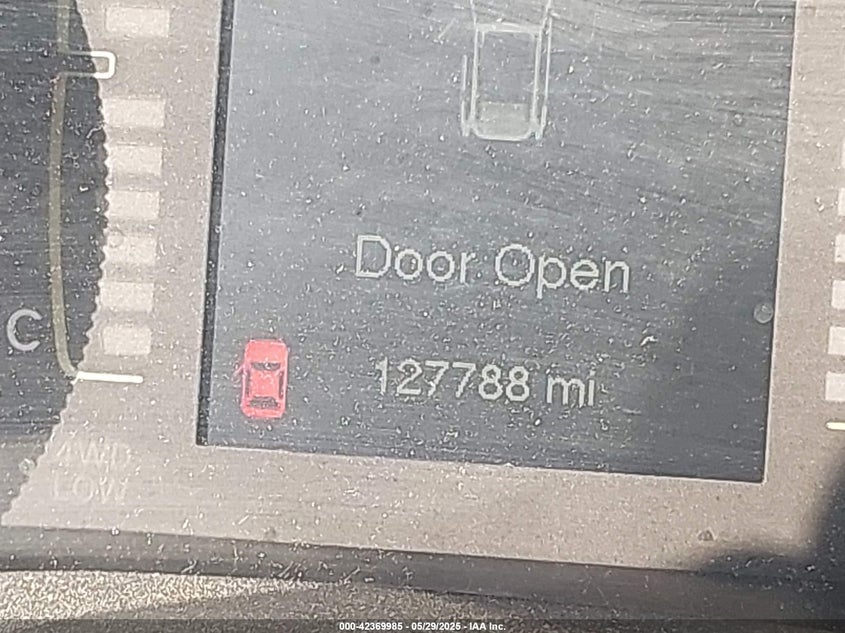 Door Open
C
127788 mi
4WD
LOW
000-42369985 - 05/29/2025 - IAA Inc.